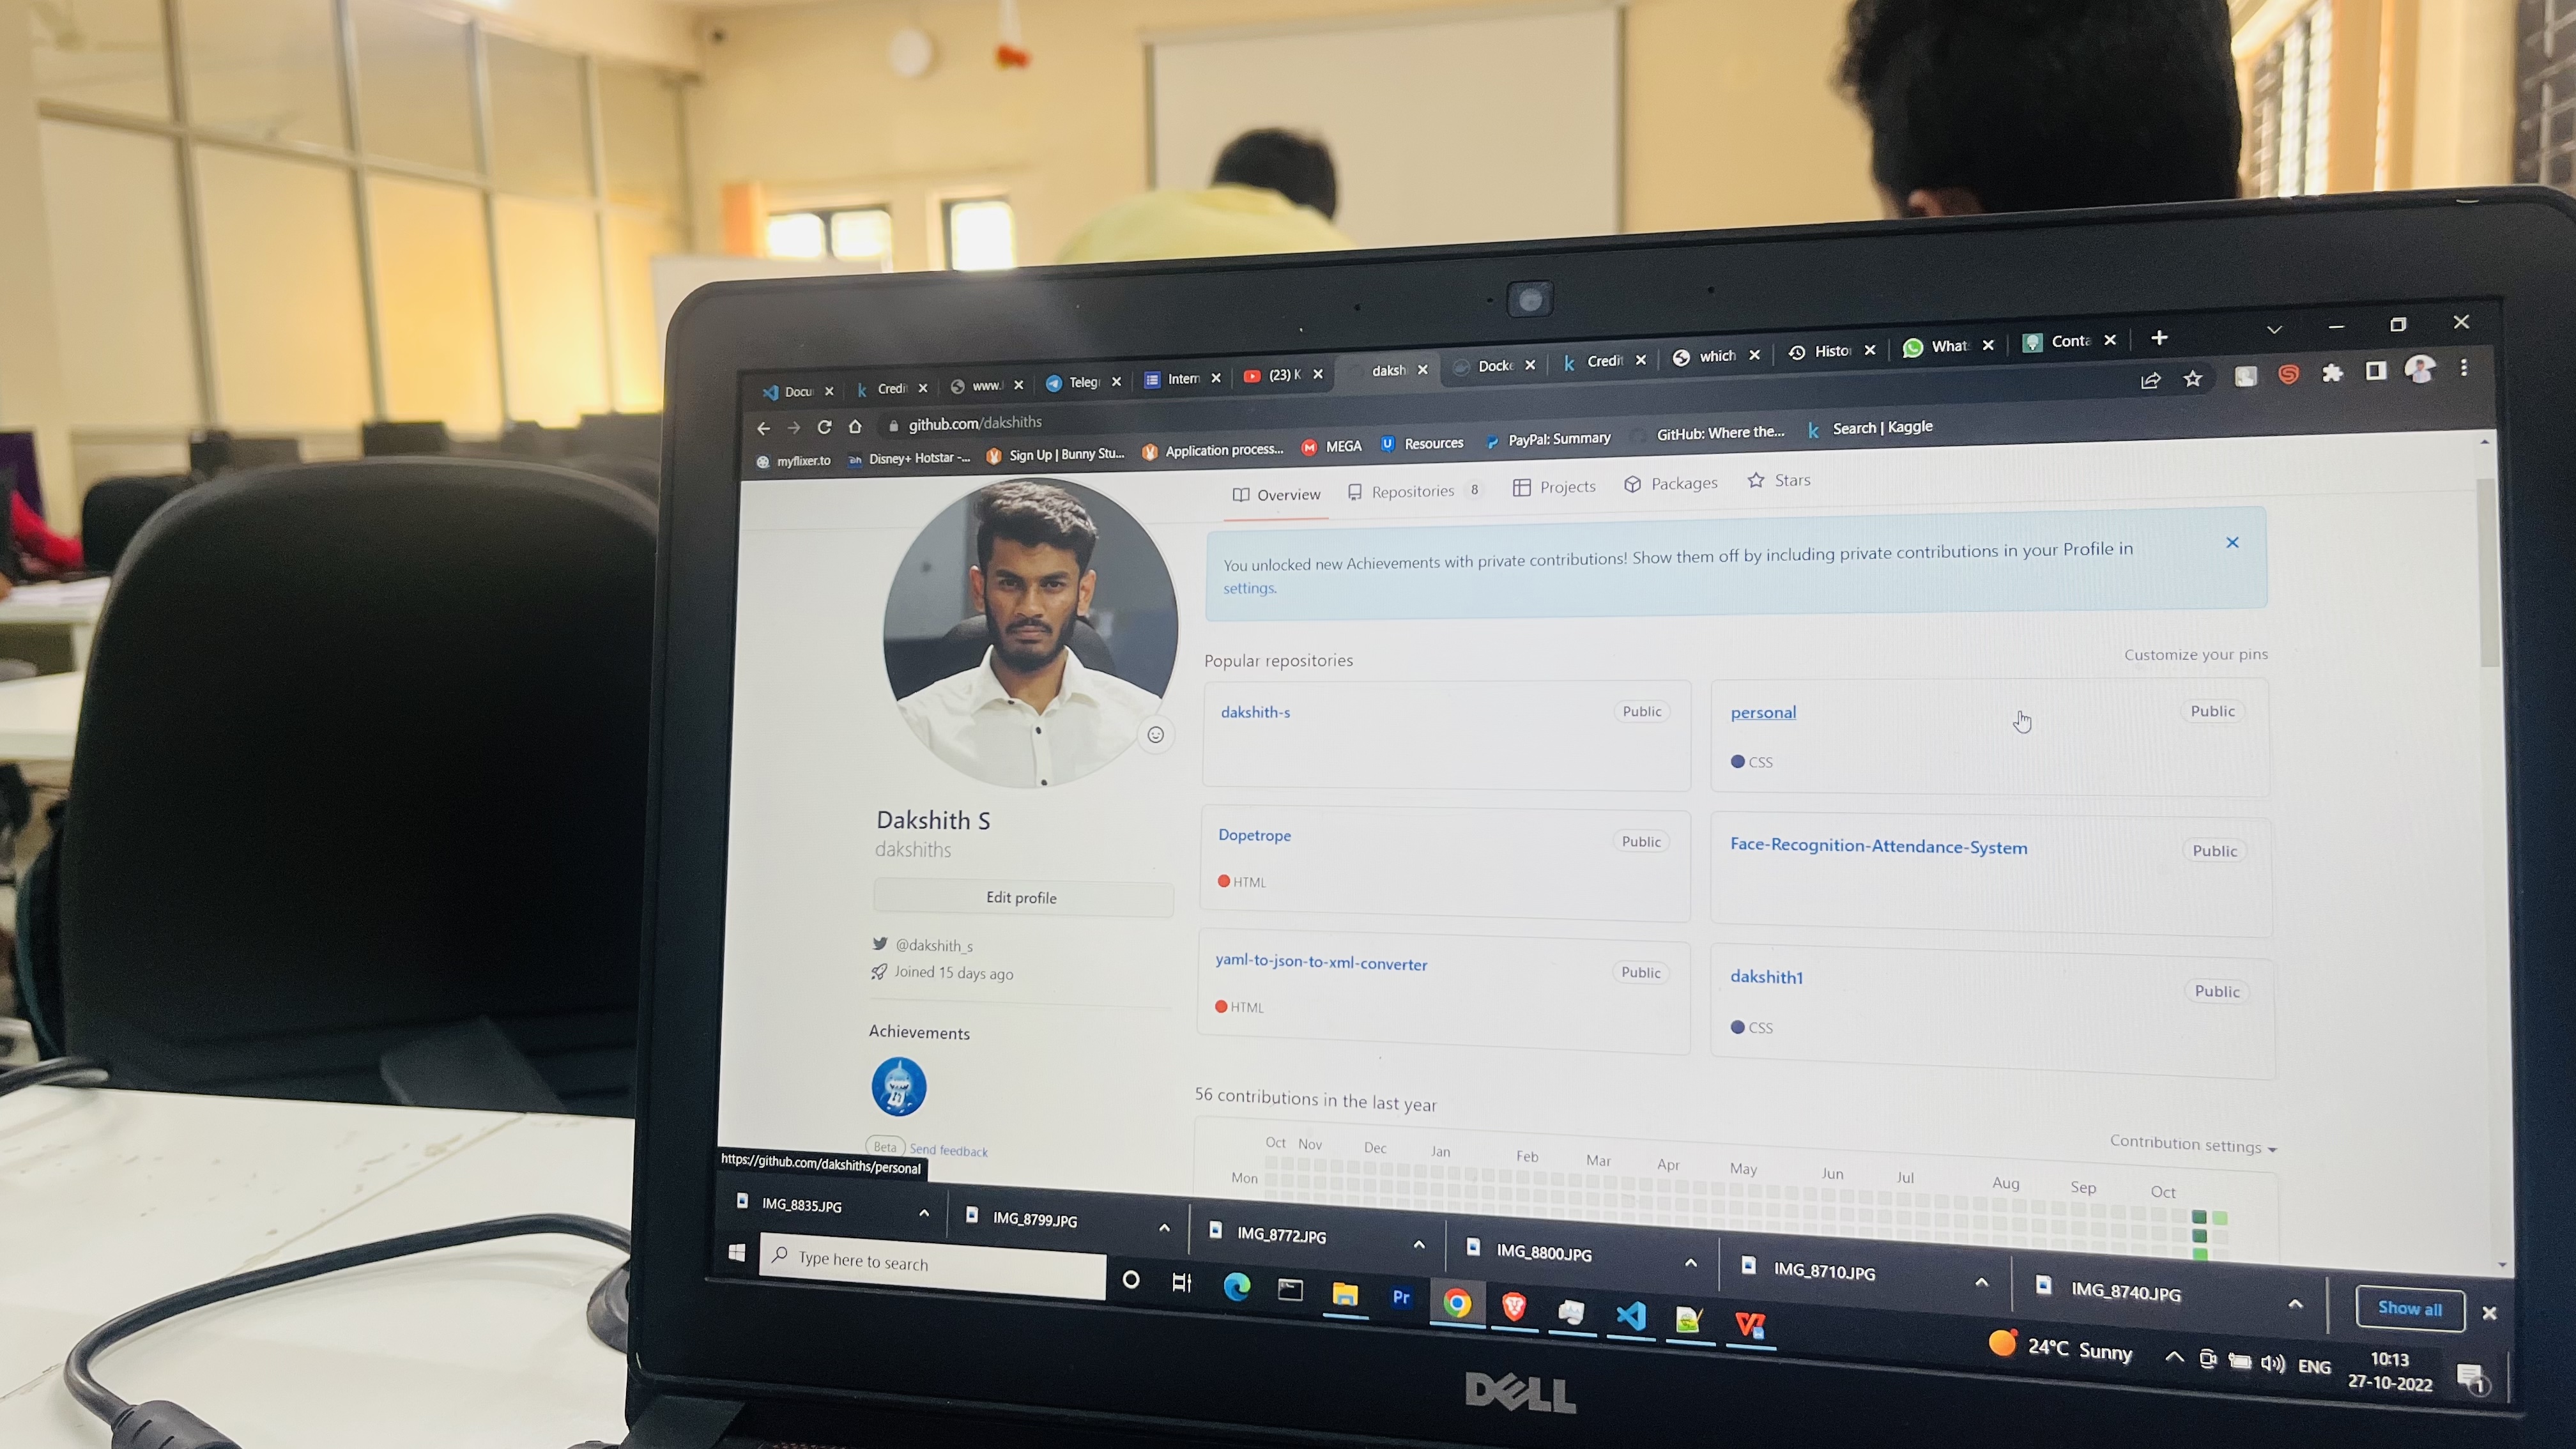 Docu
Credi
www.
Telegr
Intern
(23) K
daksh
Docke
Credit
which
Histor
What
Conta
github.com/dakshiths
myflixer.to
Disney+ Hotstar -...
Sign Up | Bunny Stu...
Application process...
MEGA
Resources
PayPal: Summary
GitHub: Where the...
Search | Kaggle
Overview
Repositories 8
Projects
Packages
Stars
You unlocked new Achievements with private contributions! Show them off by including private contributions in your Profile in
settings.
Popular repositories
Customize your pins
dakshith-s
Public
personal
Public
CSS
Dopetrope
Public
HTML
Face-Recognition-Attendance-System
Public
yaml-to-json-to-xml-converter
Public
HTML
dakshith1
Public
CSS
Dakshith S
dakshiths
Edit profile
@dakshith_s
Joined 15 days ago
Achievements
Beta Send feedback
56 contributions in the last year
Contribution settings
Oct Nov Dec Jan Feb Mar Apr May Jun Jul Aug Sep Oct
Mon
https://github.com/dakshiths/personal
IMG_8835.JPG
IMG_8799.JPG
IMG_8772.JPG
IMG_8800.JPG
IMG_8710.JPG
IMG_8740.JPG
Show all
Type here to search
Pr
24°C Sunny
ENG
10:13
27-10-2022
1
DELL